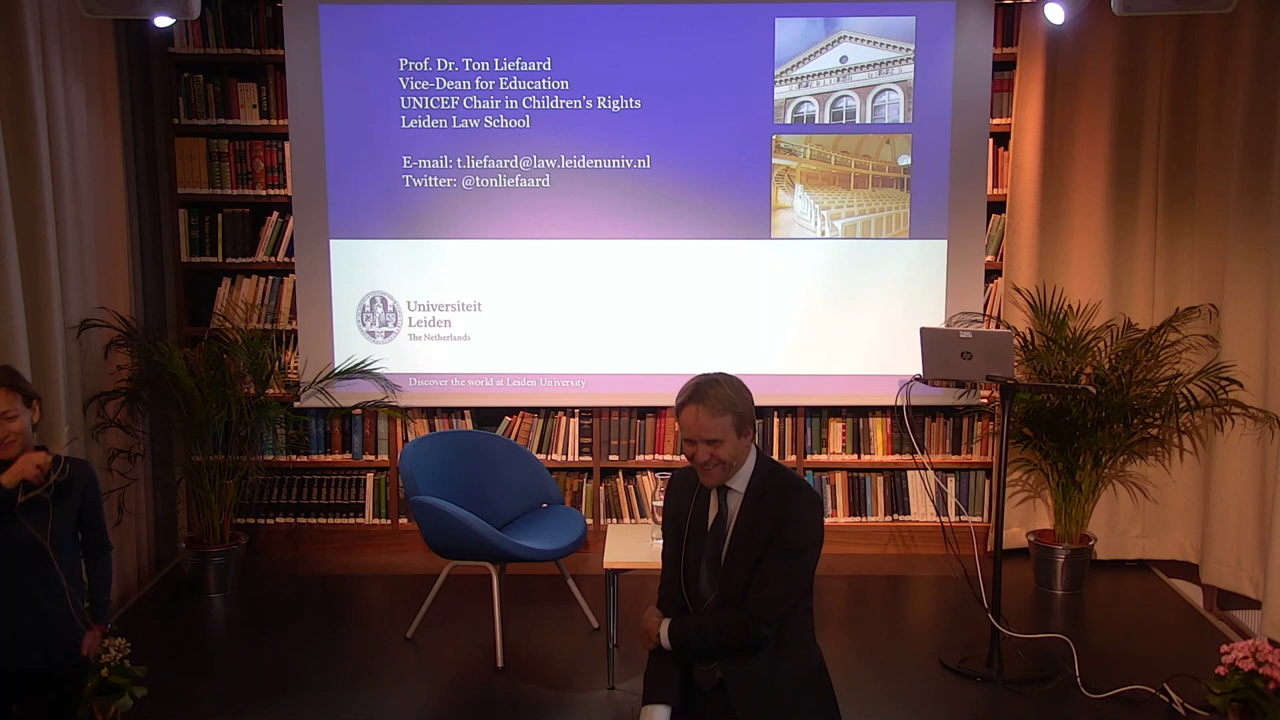 Prof. Dr. Ton Liefaard
Vice-Dean for Education
UNICEF Chair in Children's Rights
Leiden Law School
E-mail: t.liefaard@law.leidenuniv.nl
Twitter: @tonliefaard
Universiteit
Leiden
The Netherlands
Discover the world at Leiden University
hp